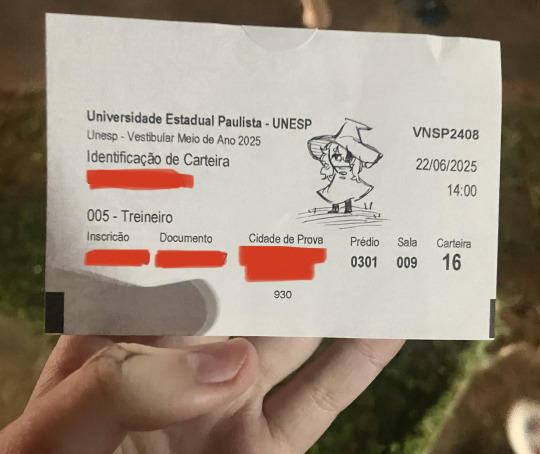 Universidade Estadual Paulista - UNESP
Unesp - Vestibular Meio de Ano 2025
Identificação de Carteira
VNSP2408
22/06/2025
14:00
005 - Treineiro
Inscrição Documento Cidade de Prova Prédio Sala Carteira
0301 009 16
930